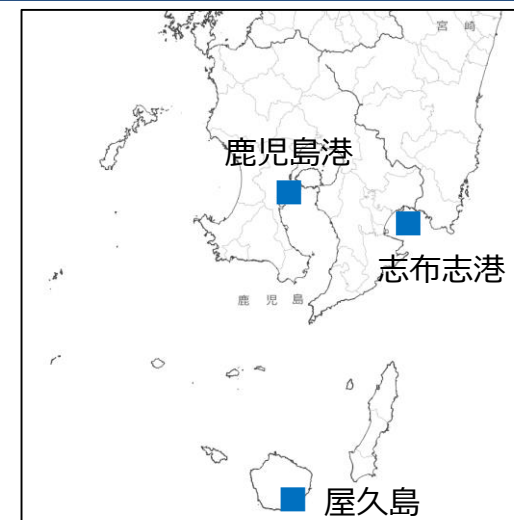 宮 崎
鹿児島港
志布志港
鹿 児 島
屋久島